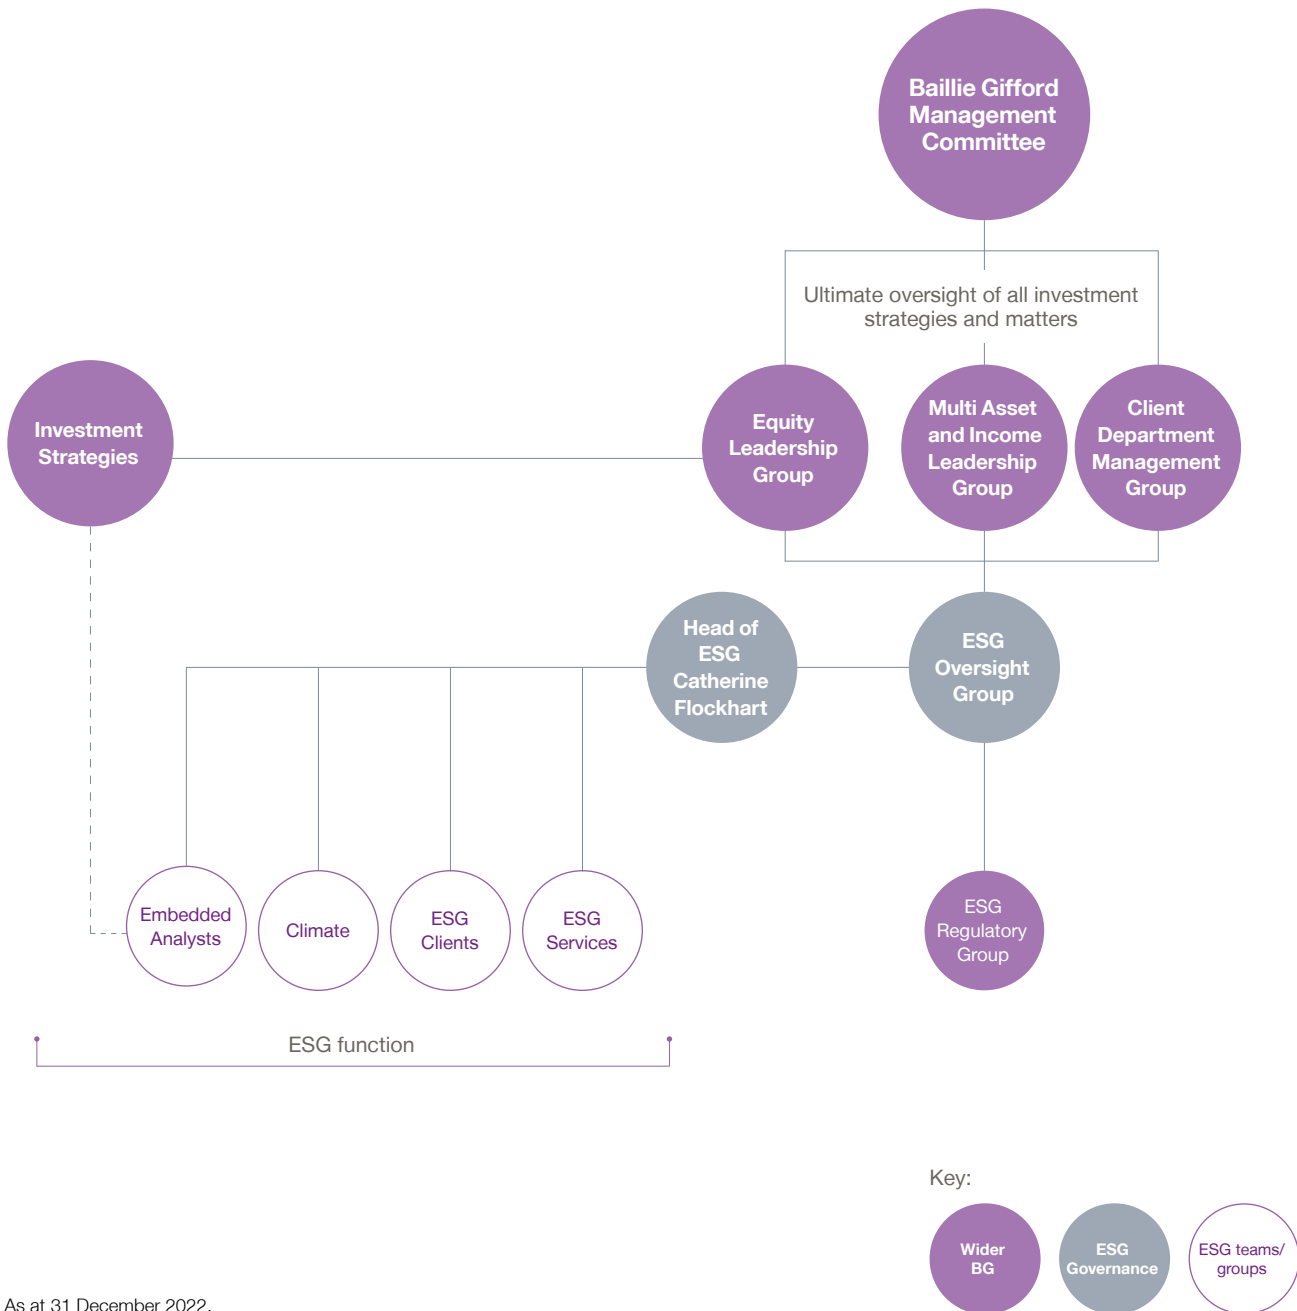 Baillie Gifford
Management
Committee
Ultimate oversight of all investment
strategies and matters
Investment
Strategies
Equity
Leadership
Group
Multi Asset
and Income
Leadership
Group
Client
Department
Management
Group
Head of
ESG
Catherine
Flockhart
ESG
Oversight
Group
Embedded
Analysts
Climate
ESG
Clients
ESG
Services
ESG
Regulatory
Group
ESG function
Key:
Wider
BG
ESG
Governance
ESG teams/
groups
As at 31 December 2022.